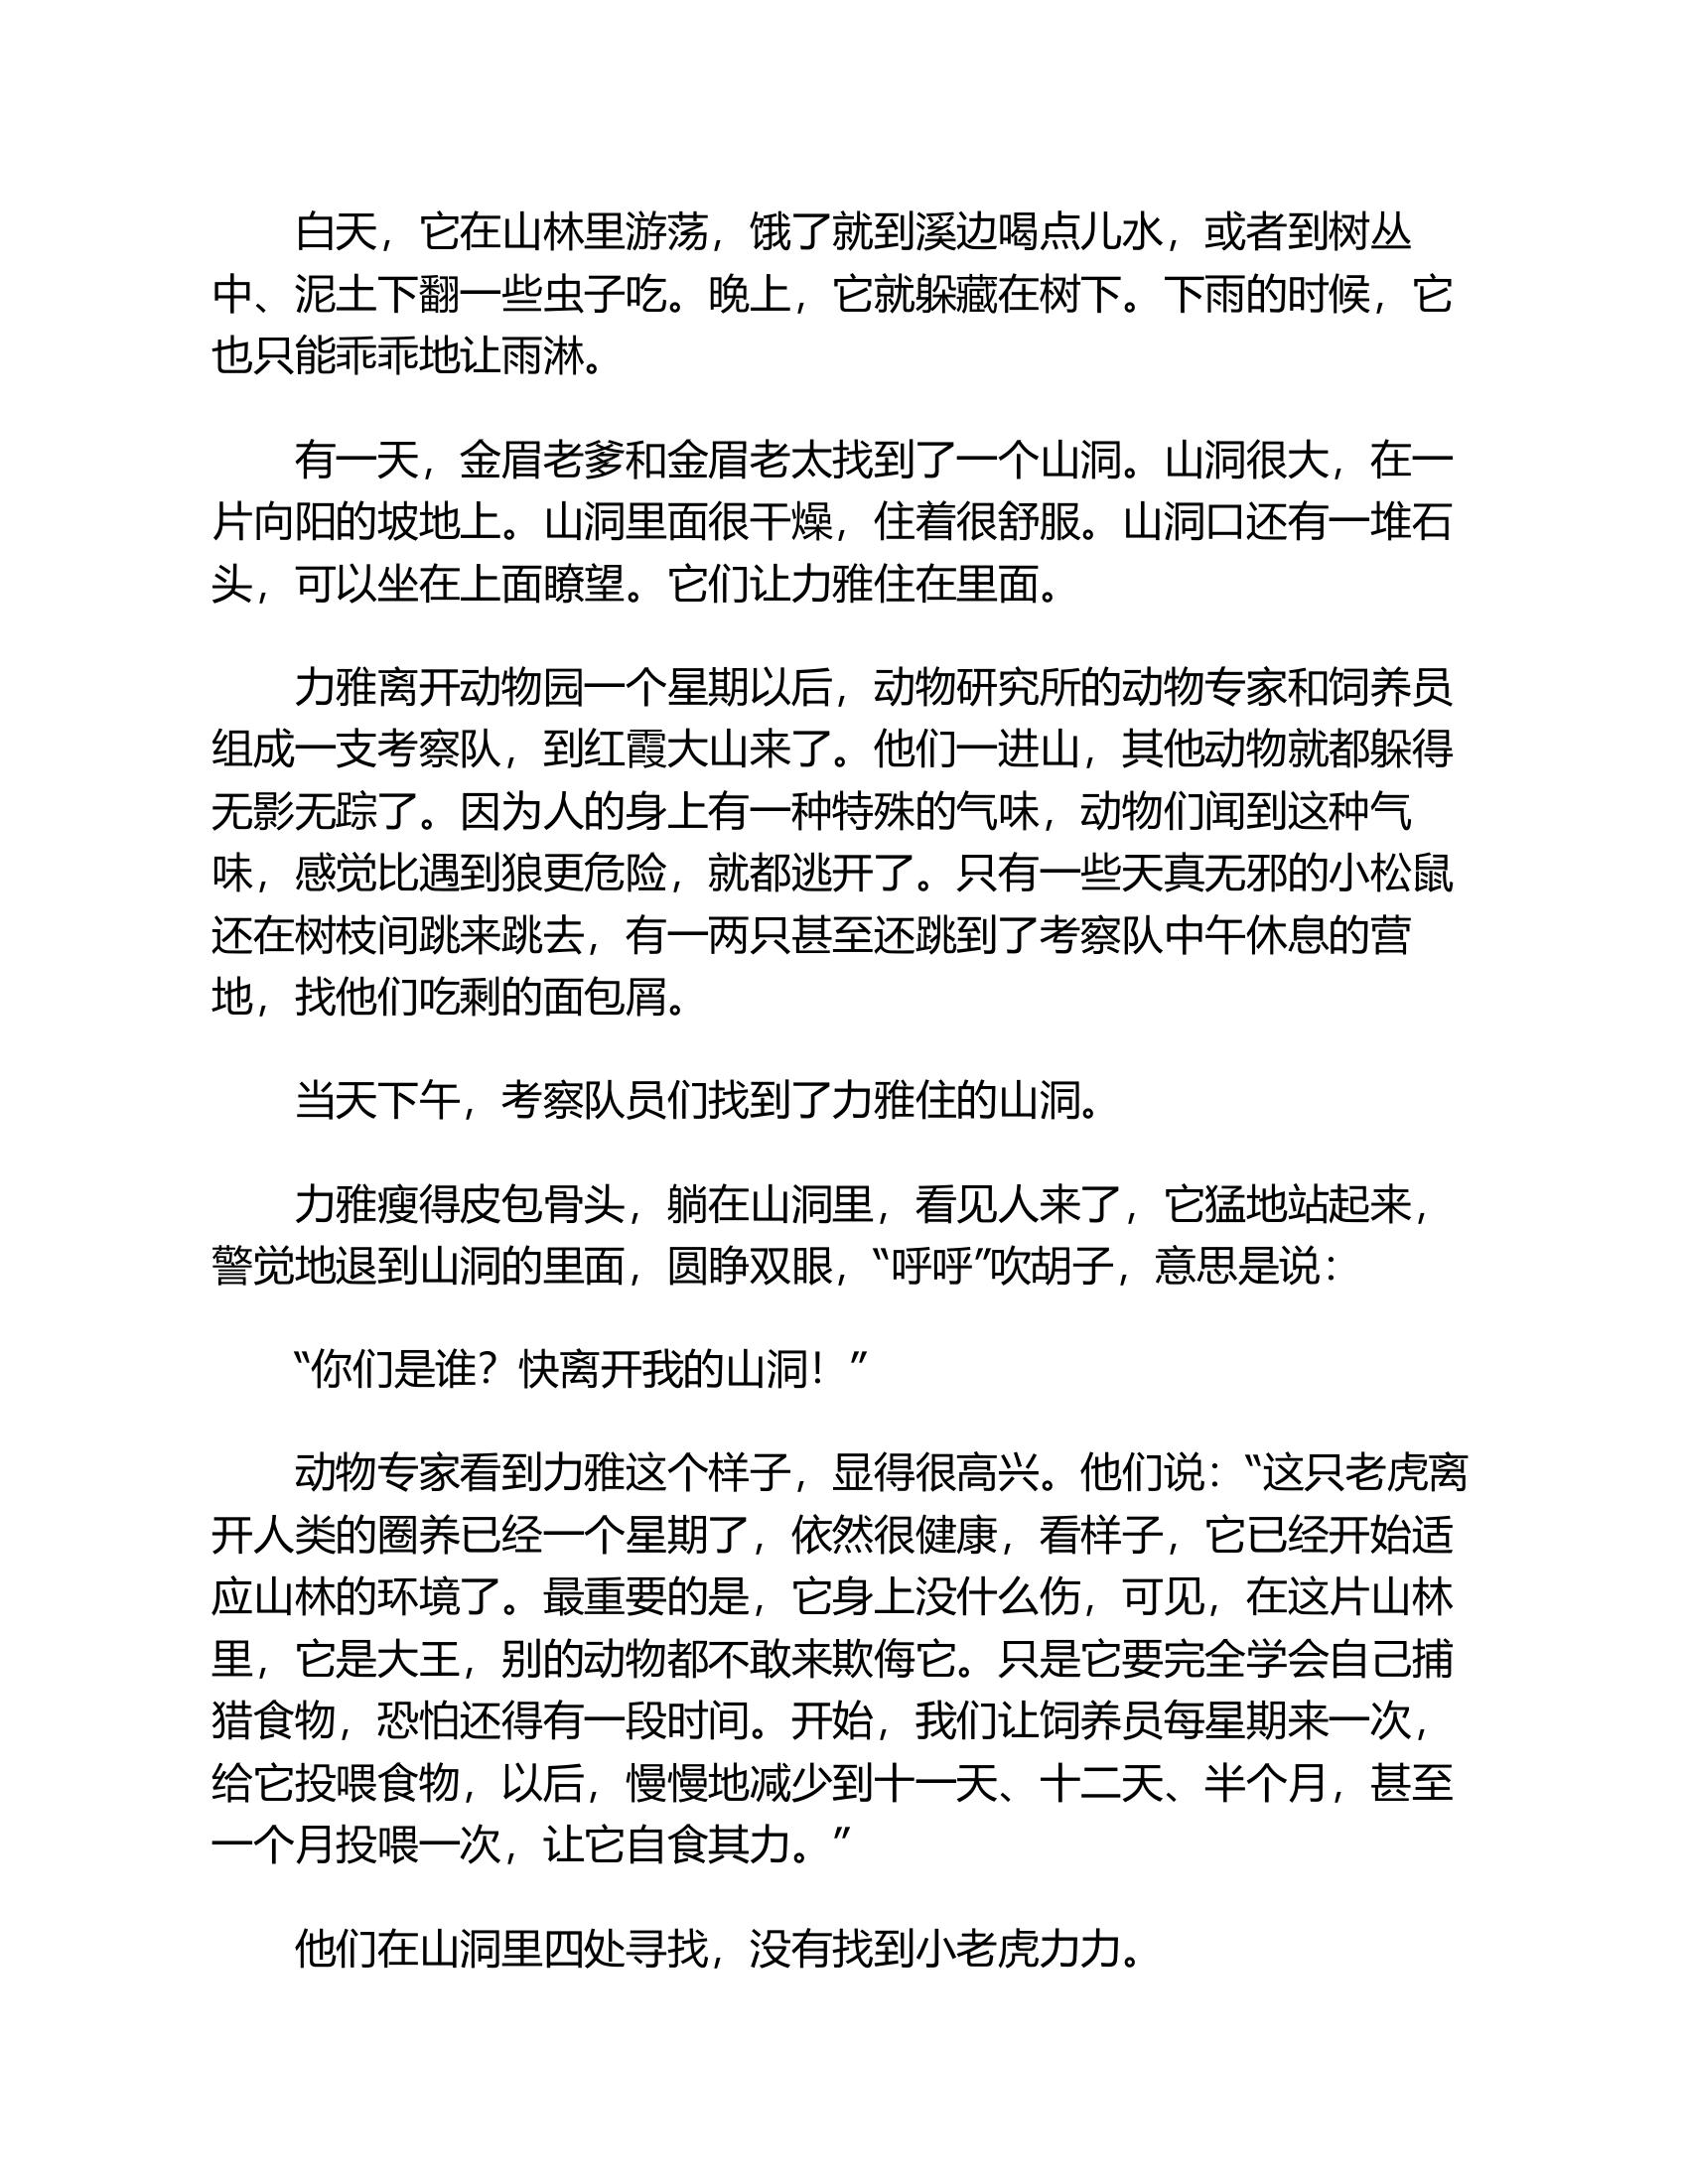 白天，它在山林里游荡，饿了就到溪边喝点儿水，或者到树丛
中、泥土下翻一些虫子吃。晚上，它就躲藏在树下。下雨的时候，它
也只能乖乖地让雨淋。
有一天，金眉老爹和金眉老太找到了一个山洞。山洞很大，在一
片向阳的坡地上。山洞里面很干燥，住着很舒服。山洞口还有一堆石
头，可以坐在上面瞭望。它们让力雅住在里面。
力雅离开动物园一个星期以后，动物研究所的动物专家和饲养员
组成一支考察队，到红霞大山来了。他们一进山，其他动物就都躲得
无影无踪了。因为人的身上有一种特殊的气味，动物们闻到这种气
味，感觉比遇到狼更危险，就都逃开了。只有一些天真无邪的小松鼠
还在树枝间跳来跳去，有一两只甚至还跳到了考察队中午休息的营
地，找他们吃剩的面包屑。
当天下午，考察队员们找到了力雅住的山洞。
力雅瘦得皮包骨头，躺在山洞里，看见人来了，它猛地站起来，
警觉地退到山洞的里面，圆睁双眼，“呼呼”吹胡子，意思是说：
“你们是谁？快离开我的山洞！”
动物专家看到力雅这个样子，显得很高兴。他们说：“这只老虎离
开人类的圈养已经一个星期了，依然很健康，看样子，它已经开始适
应山林的环境了。最重要的是，它身上没什么伤，可见，在这片山林
里，它是大王，别的动物都不敢来欺侮它。只是它要完全学会自己捕
猎食物，恐怕还得有一段时间。开始，我们让饲养员每星期来一次，
给它投喂食物，以后，慢慢地减少到十一天、十二天、半个月，甚至
一个月投喂一次，让它自食其力。”
他们在山洞里四处寻找，没有找到小老虎力力。